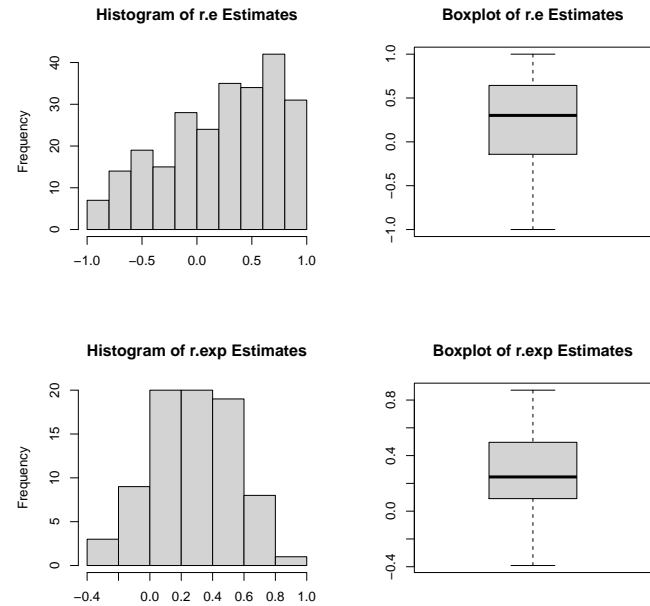 Histogram of r.e Estimates
Frequency
40
30
20
10
0
−1.0 −0.5 0.0 0.5 1.0
Boxplot of r.e Estimates
1.0
0.5
0.0
−0.5
−1.0
Histogram of r.exp Estimates
Frequency
20
15
10
5
0
−0.4 0.0 0.2 0.4 0.6 0.8 1.0
Boxplot of r.exp Estimates
0.8
0.4
0.0
−0.4